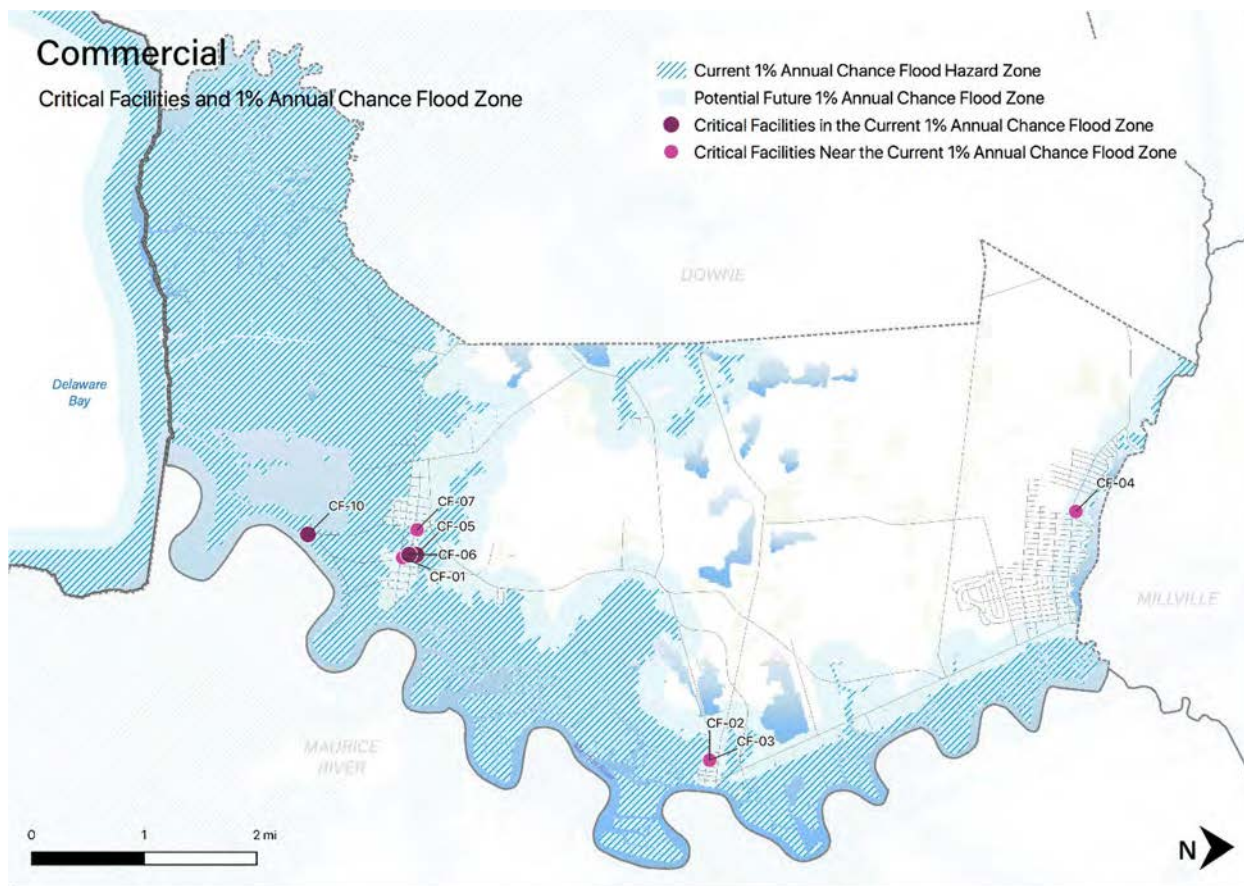 Commercial
Critical Facilities and 1% Annual Chance Flood Zone
Current 1% Annual Chance Flood Hazard Zone
Potential Future 1% Annual Chance Flood Zone
Critical Facilities in the Current 1% Annual Chance Flood Zone
Critical Facilities Near the Current 1% Annual Chance Flood Zone
DOWNE
Delaware
Bay
CF-10
CF-07
CF-05
CF-06
CF-01
CF-04
MILLVILLE
CF-02
CF-03
MAURICE
RIVER
0 1 2 mi
N